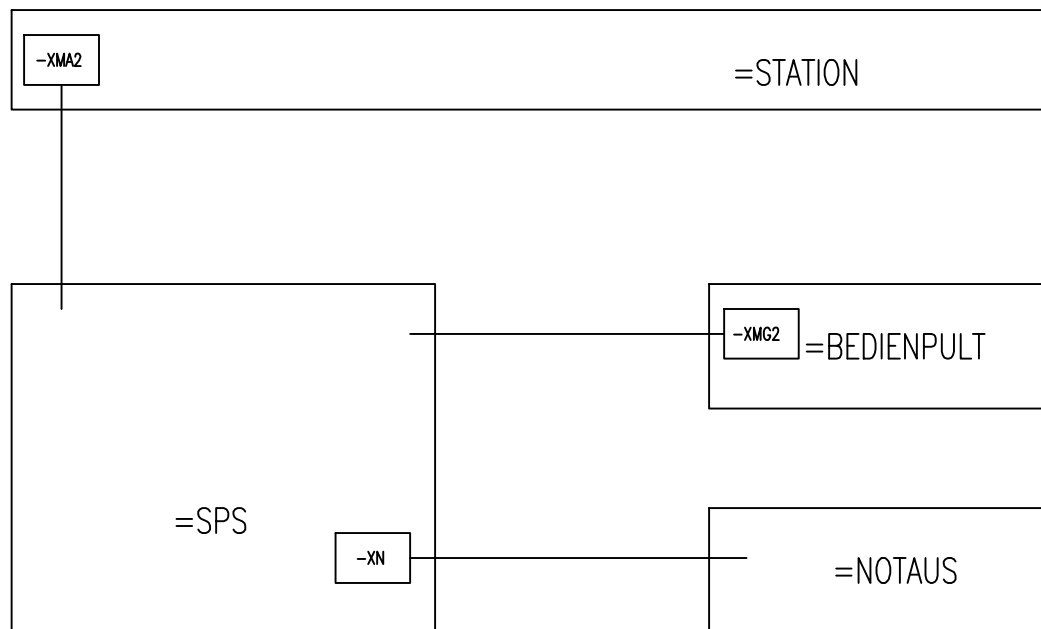 -XMA2
=STATION
-XMG2
=BEDIENPULT
=SPS
-XN
=NOTAUS